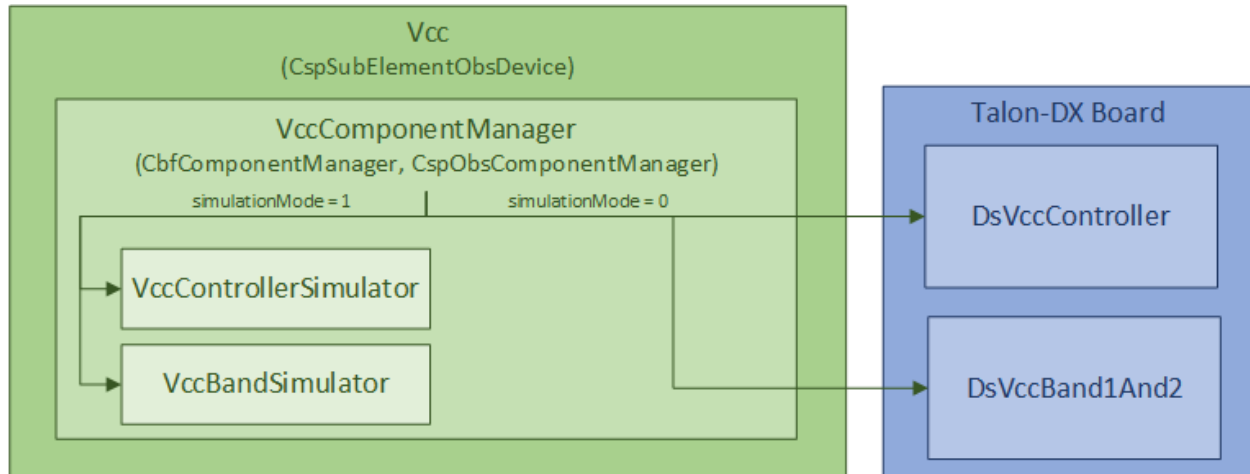 Vcc
(CspSubElementObsDevice)
VccComponentManager
(CbfComponentManager, CspObsComponentManager)
simulationMode = 1
simulationMode = 0
VccControllerSimulator
VccBandSimulator
Talon-DX Board
DsVccController
DsVccBand1And2